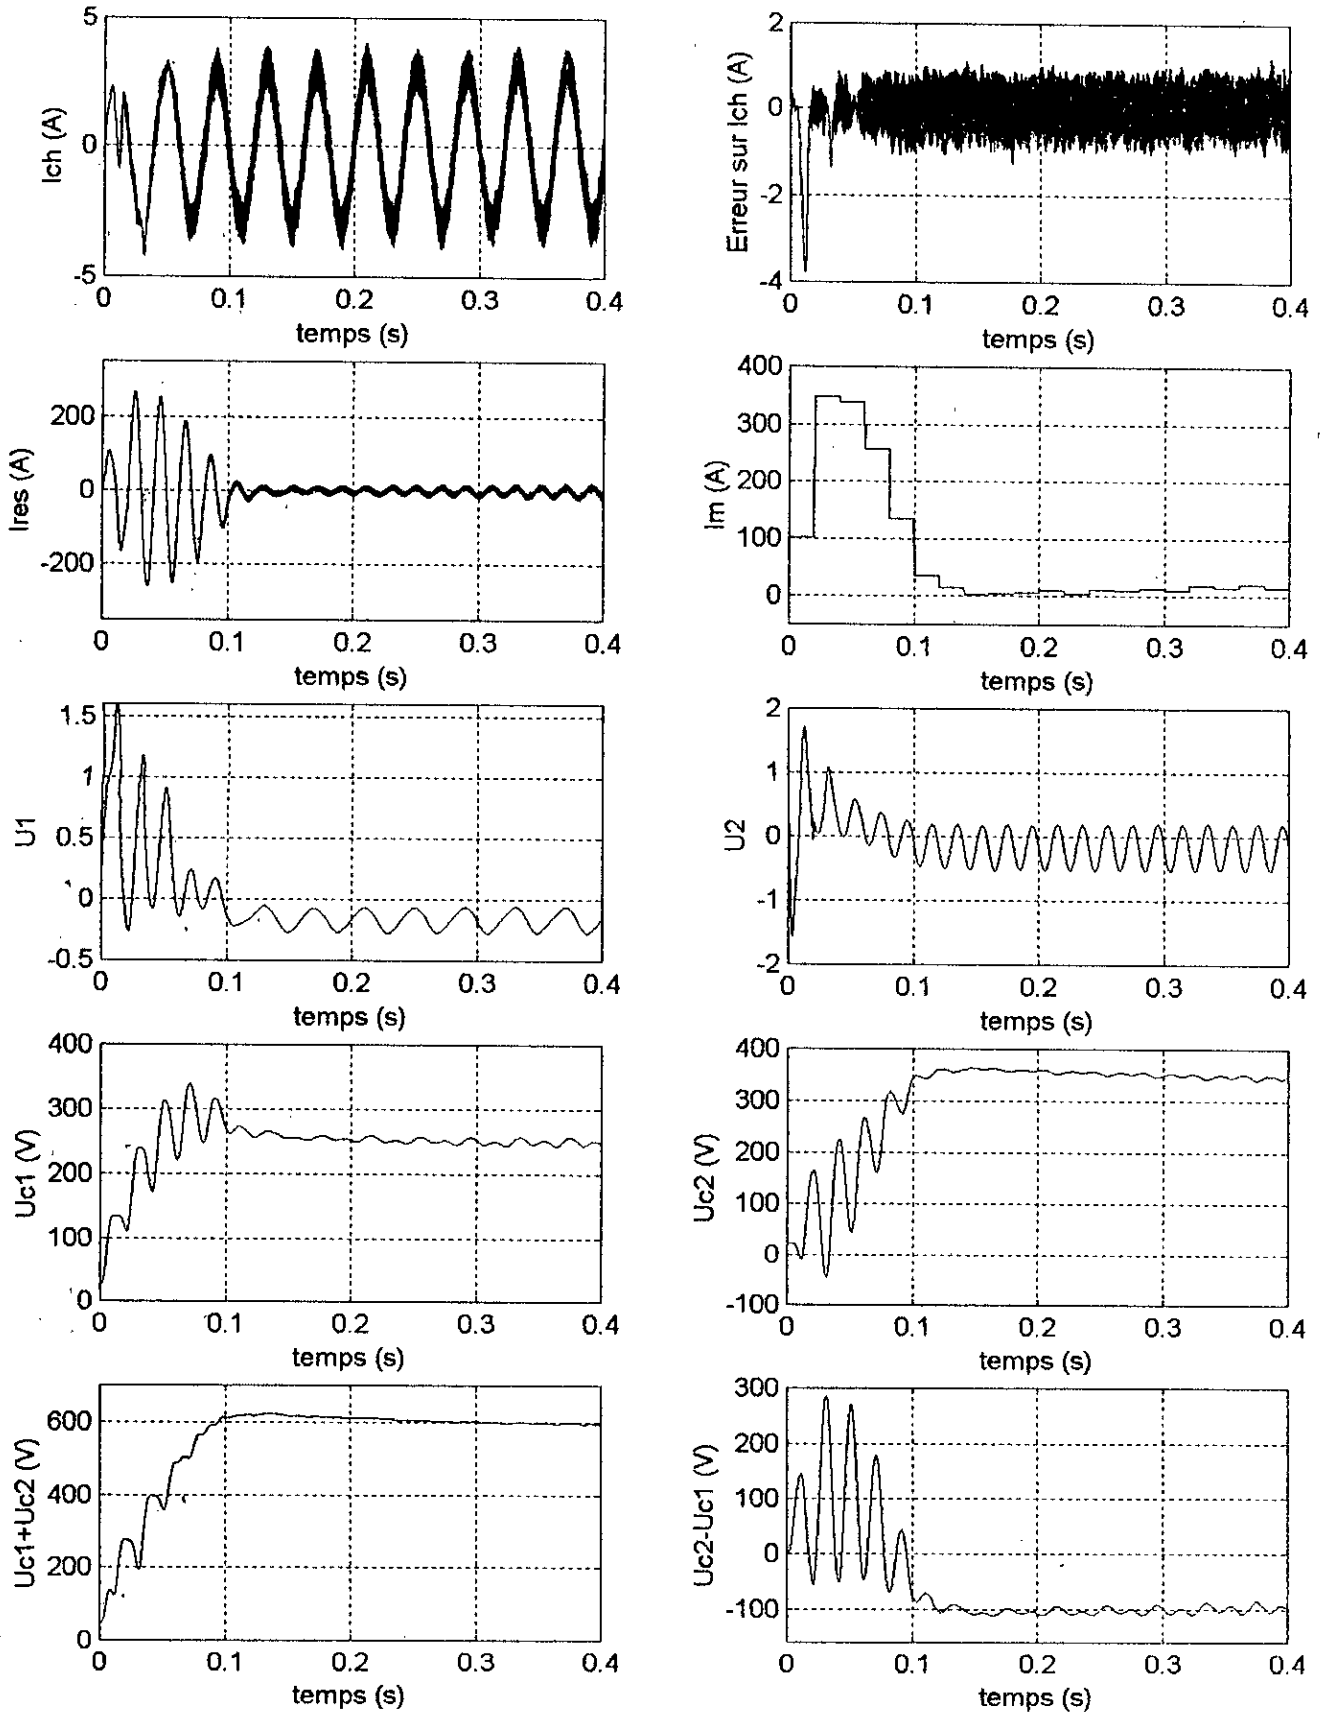 Ich (A)
5
0
-5
0 0.1 0.2 0.3 0.4
temps (s)
Erreur sur Ich (A)
2
0
-2
-4
0 0.1 0.2 0.3 0.4
temps (s)
Ires (A)
200
0
-200
0 0.1 0.2 0.3 0.4
temps (s)
Im (A)
400
300
200
100
0
0 0.1 0.2 0.3 0.4
temps (s)
U1
1.5
1
0.5
0
-0.5
0 0.1 0.2 0.3 0.4
temps (s)
U2
2
1
0
-1
-2
0 0.1 0.2 0.3 0.4
temps (s)
Uc1 (V)
400
300
200
100
0
0 0.1 0.2 0.3 0.4
temps (s)
Uc2 (V)
400
300
200
100
0
-100
0 0.1 0.2 0.3 0.4
temps (s)
Uc1+Uc2 (V)
600
400
200
0
0 0.1 0.2 0.3 0.4
temps (s)
Uc2-Uc1 (V)
300
200
100
0
-100
0 0.1 0.2 0.3 0.4
temps (s)